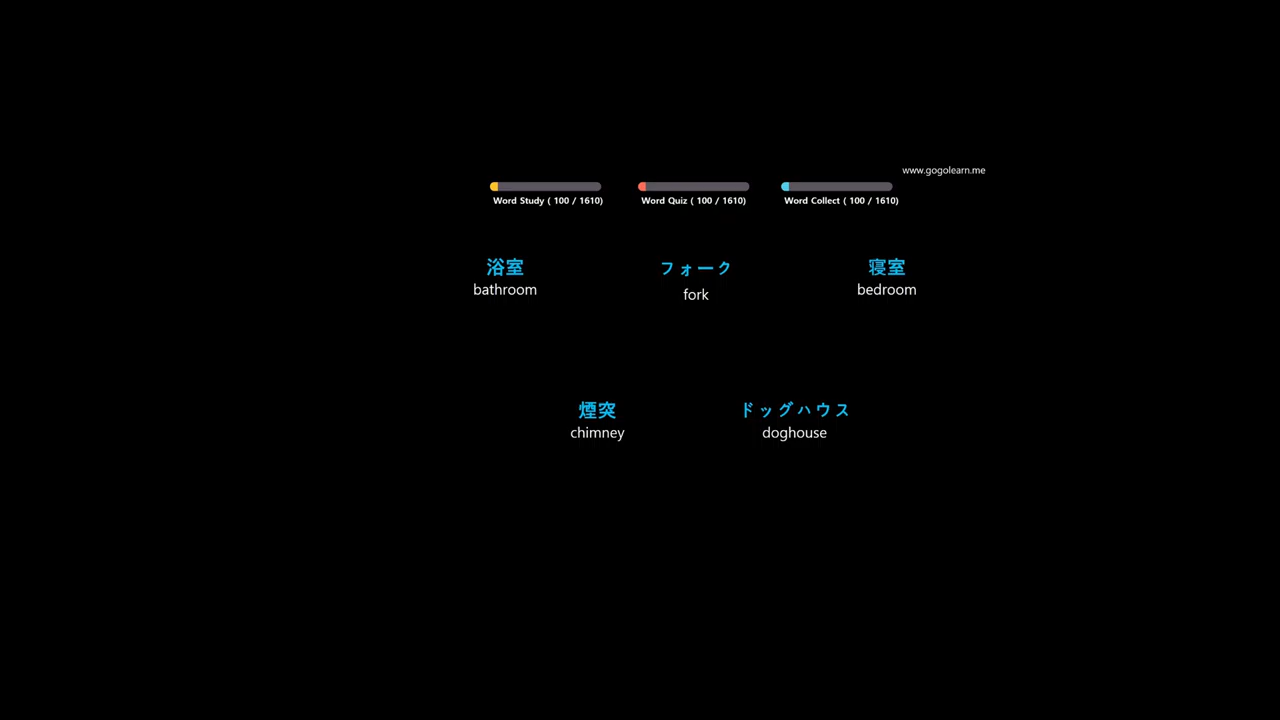 www.gogolearn.me
Word Study ( 100 / 1610)
Word Quiz ( 100 / 1610)
Word Collect ( 100 / 1610)
浴室
bathroom
フォーク
fork
寝室
bedroom
煙突
chimney
ドッグハウス
doghouse